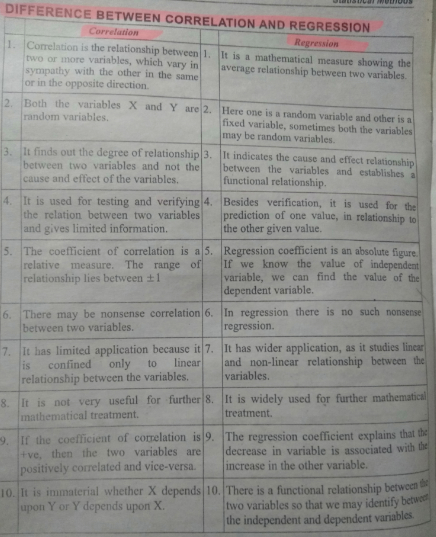 Statistical Methods
DIFFERENCE BETWEEN CORRELATION AND REGRESSION
Correlation
Regression
1. Correlation is the relationship between
two or more variables, which vary in
sympathy with the other in the same
or in the opposite direction.
1. It is a mathematical measure showing the
average relationship between two variables.
2. Both the variables X and Y are
random variables.
2. Here one is a random variable and other is a
fixed variable, sometimes both the variables
may be random variables.
3. It finds out the degree of relationship
between two variables and not the
cause and effect of the variables.
3. It indicates the cause and effect relationship
between the variables and establishes a
functional relationship.
4. It is used for testing and verifying
the relation between two variables
and gives limited information.
4. Besides verification, it is used for the
prediction of one value, in relationship to
the other given value.
5. The coefficient of correlation is a
relative measure. The range of
relationship lies between ±1
5. Regression coefficient is an absolute figure.
If we know the value of independent
variable, we can find the value of the
dependent variable.
6. There may be nonsense correlation
between two variables.
6. In regression there is no such nonsense
regression.
7. It has limited application because it
is confined only to linear
relationship between the variables.
7. It has wider application, as it studies linear
and non-linear relationship between the
variables.
8. It is not very useful for further
mathematical treatment.
8. It is widely used for further mathematical
treatment.
9. If the coefficient of correlation is
+ve, then the two variables are
positively correlated and vice-versa.
9. The regression coefficient explains that the
decrease in variable is associated with the
increase in the other variable.
10. It is immaterial whether X depends
upon Y or Y depends upon X.
10. There is a functional relationship between the
two variables so that we may identify between
the independent and dependent variables.